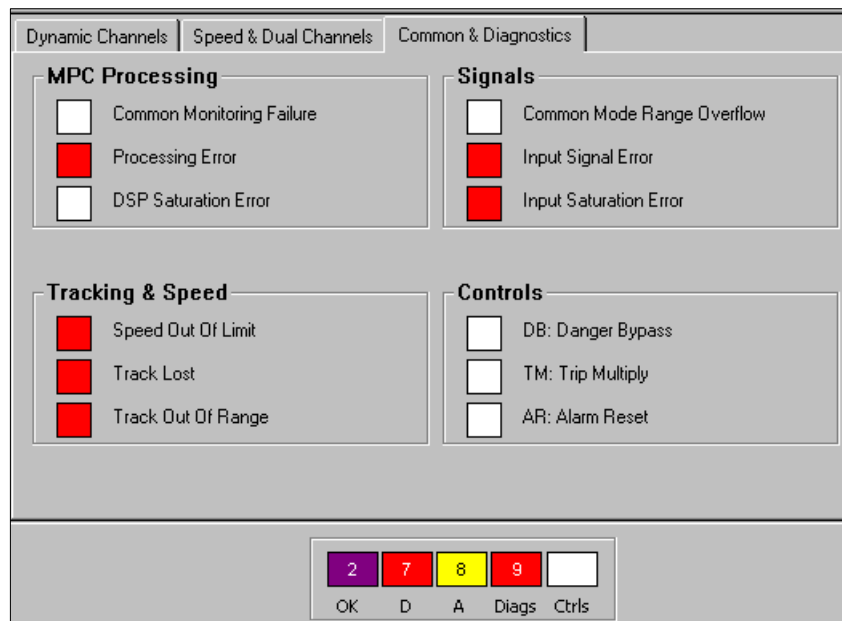 Dynamic Channels
Speed & Dual Channels
Common & Diagnostics
MPC Processing
Common Monitoring Failure
Processing Error
DSP Saturation Error
Signals
Common Mode Range Overflow
Input Signal Error
Input Saturation Error
Tracking & Speed
Speed Out Of Limit
Track Lost
Track Out Of Range
Controls
DB: Danger Bypass
TM: Trip Multiply
AR: Alarm Reset
2 7 8 9
OK D A Diags Ctrls